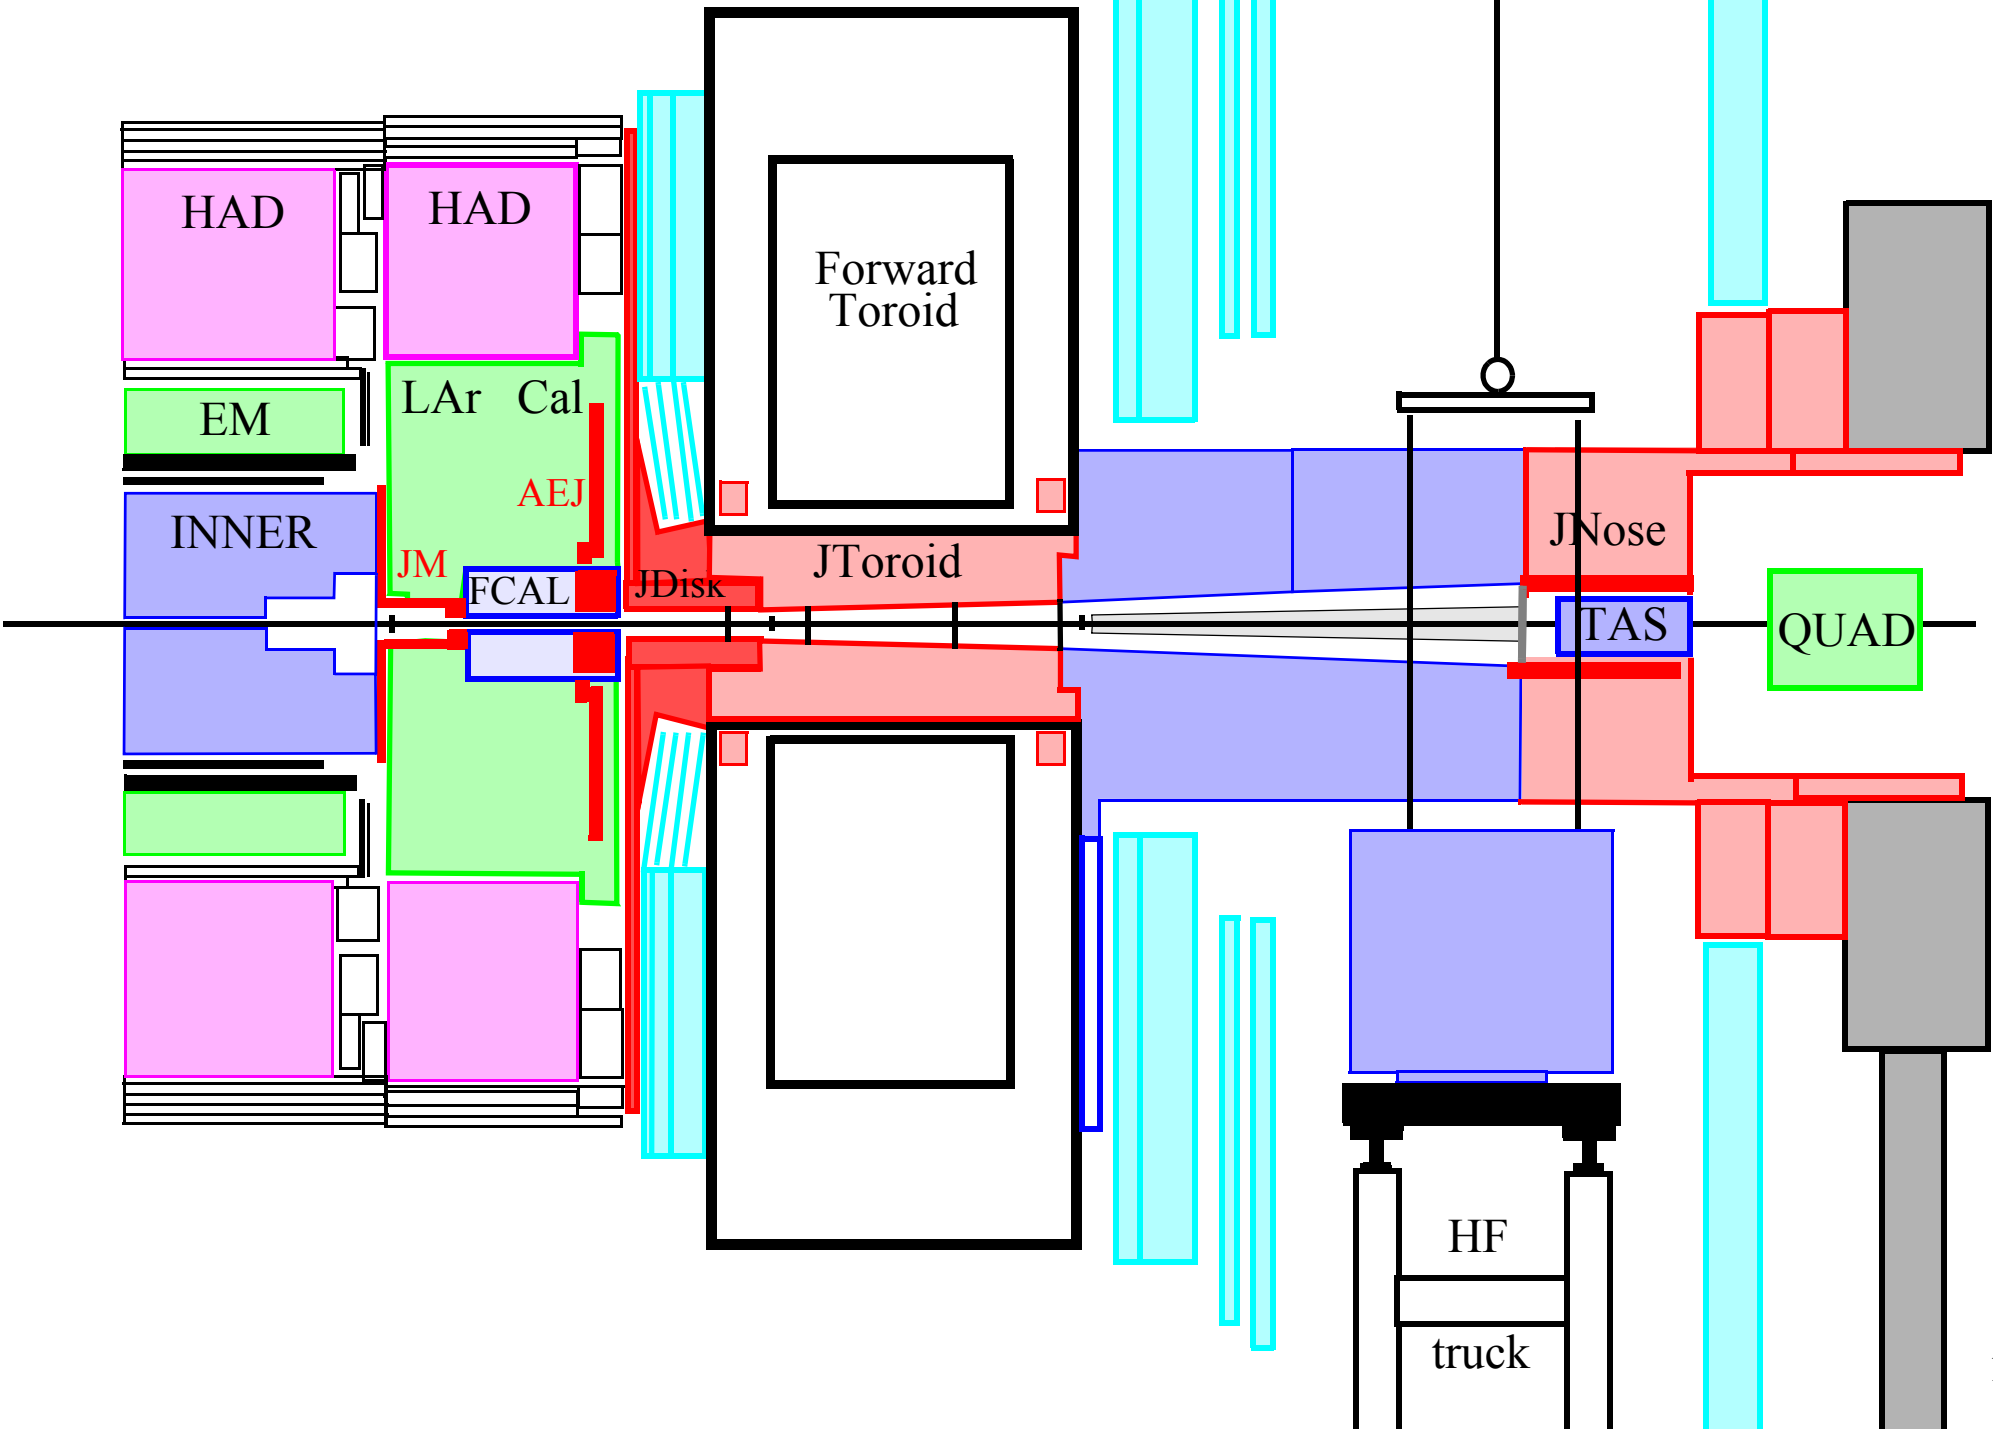 HAD
HAD
Forward
Toroid
LAr Cal
EM
AEJ
INNER
JNose
JM
FCAL
JDisk
JToroid
TAS
QUAD
HF
truck